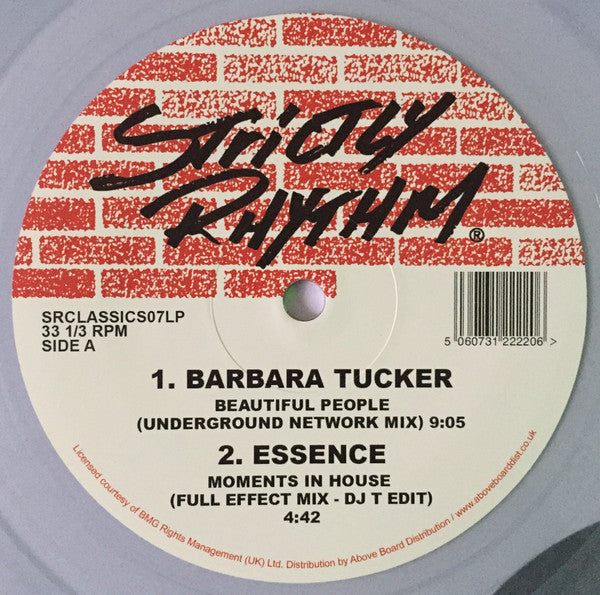 STRICTLY
RHYTHM®
SRCLASSICS07LP
33 1/3 RPM
SIDE A
5 060731 222206 >
1. BARBARA TUCKER
BEAUTIFUL PEOPLE
(UNDERGROUND NETWORK MIX) 9:05
2. ESSENCE
MOMENTS IN HOUSE
(FULL EFFECT MIX - DJ T EDIT)
4:42
Licensed courtesy of BMG Rights Management (UK) Ltd. Distribution by Above Board Distribution / www.aboveboarddist.co.uk